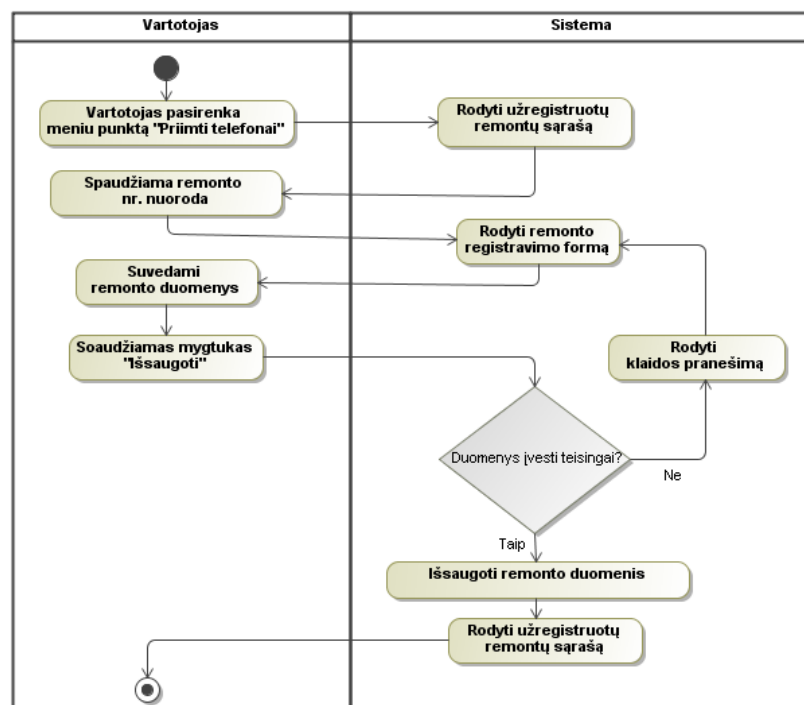 Vartotojas
Sistema
Vartotojas pasirenka
meniu punktą "Priimti telefonai"
Rodyti užregistruotų
remontų sąrašą
Spaudžiama remonto
nr. nuoroda
Rodyti remonto
registravimo formą
Suvedami
remonto duomenys
Soaudžiamas mygtukas
"Išsaugoti"
Rodyti
klaidos pranešimą
Duomenys įvesti teisingai?
Ne
Taip
Išsaugoti remonto duomenis
Rodyti užregistruotų
remontų sąrašą